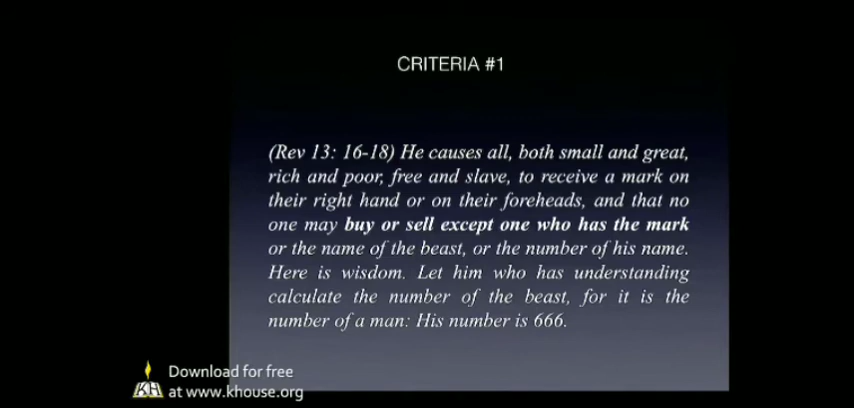 CRITERIA #1
(Rev 13: 16-18) He causes all, both small and great,
rich and poor, free and slave, to receive a mark on
their right hand or on their foreheads, and that no
one may buy or sell except one who has the mark
or the name of the beast, or the number of his name.
Here is wisdom. Let him who has understanding
calculate the number of the beast, for it is the
number of a man: His number is 666.
KH
Download for free
at www.khouse.org